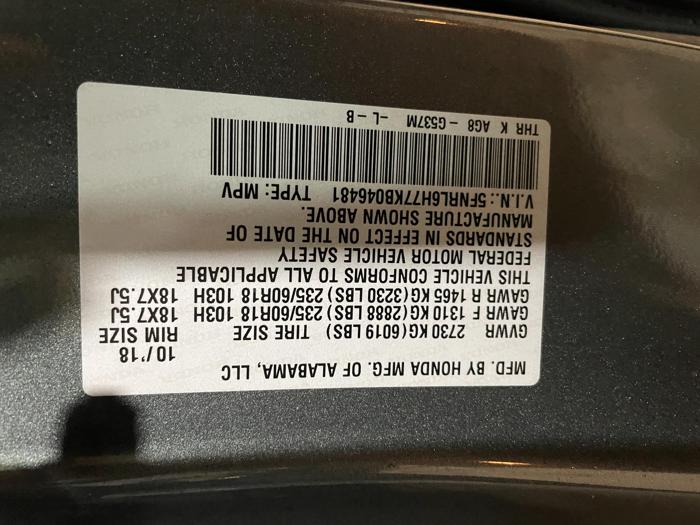 MFD. BY HONDA MFG. OF ALABAMA, LLC
10/'18
GVWR 2730 KG(6019 LBS) TIRE SIZE RIM SIZE
GAWR F 1310 KG(2888 LBS) 235/60R18 103H 18X7.5J
GAWR R 1465 KG(3230 LBS) 235/60R18 103H 18X7.5J
THIS VEHICLE CONFORMS TO ALL APPLICABLE
FEDERAL MOTOR VEHICLE SAFETY
STANDARDS IN EFFECT ON THE DATE OF
MANUFACTURE SHOWN ABOVE.
V.I.N.: 5FNRL6H77KB046481 TYPE: MPV
THR K AG8 -G537M -L-B